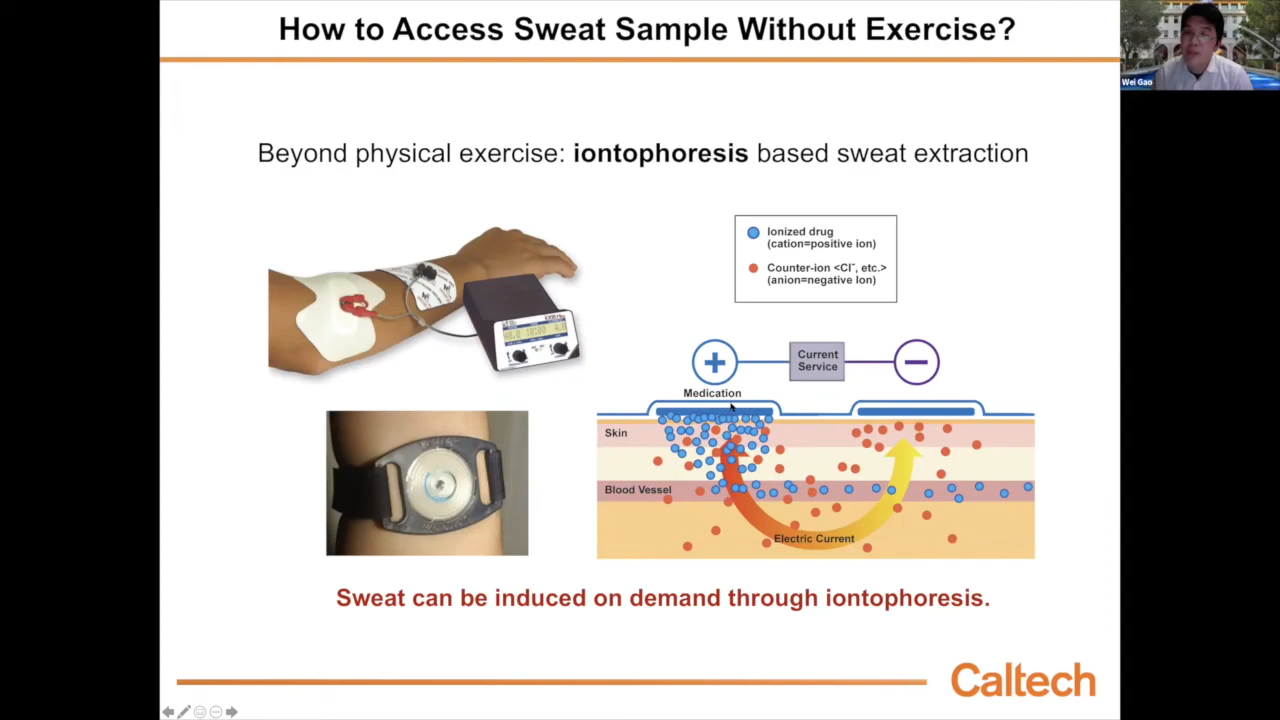 How to Access Sweat Sample Without Exercise?
Wei Gao
Beyond physical exercise: iontophoresis based sweat extraction
Ionized drug
(cation=positive ion)
Counter-ion <Cl⁻, etc.>
(anion=negative Ion)
+
Current
Service
−
Medication
Skin
Blood Vessel
Electric Current
Sweat can be induced on demand through iontophoresis.
Caltech